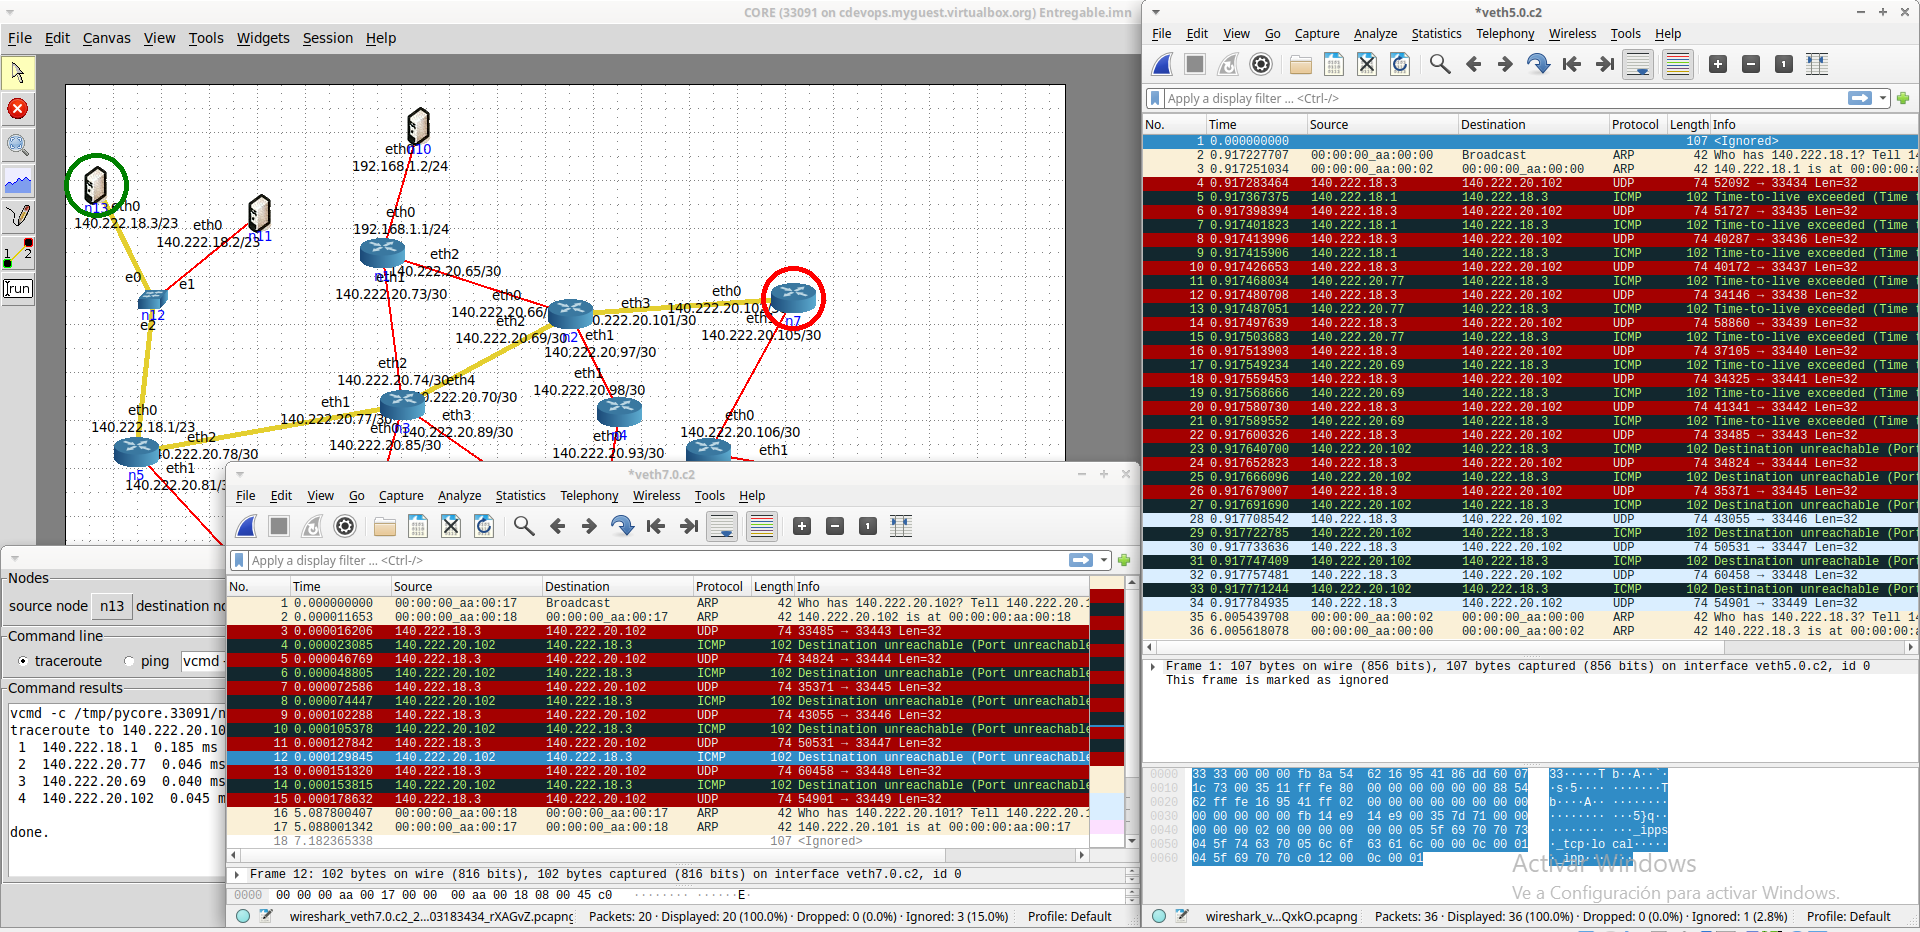 CORE (33091 on cdevops.myguest.virtualbox.org) Entregable.imn
File Edit Canvas View Tools Widgets Session Help
run
n10
192.168.1.2/24
eth0
192.168.1.1/24
n13 eth0
140.222.18.3/23
eth0
140.222.18.2/23
n11
eth2
140.222.20.65/30
eth1
140.222.20.73/30
e0
e1
n12
e2
eth0
140.222.20.66/
eth2
140.222.20.69/30
n2
eth1
140.222.20.97/30
eth3
eth0
n7
140.222.20.105/30
eth2
140.222.20.74/30
eth4
eth1
140.222.20.98/30
eth1
140.222.20.77/30
n3
eth3
140.222.20.85/30
eth0
140.222.18.1/23
eth2
eth1
n5
140.222.20.93/30
eth0
140.222.20.106/30
eth1
Nodes
source node n13
Command line
traceroute ping vcmd -
Command results
vcmd -c /tmp/pycore.33091/n
traceroute to 140.222.20.10
1 140.222.18.1 0.185 ms
2 140.222.20.77 0.040 ms
3 140.222.20.69 0.040 ms
4 140.222.20.102 0.045 m
done.
*veth7.0.c2
File Edit View Go Capture Analyze Statistics Telephony Wireless Tools Help
Apply a display filter ... <Ctrl-/>
No. Time Source Destination Protocol Length Info
1 0.000000000 00:00:00_aa:00:17 Broadcast ARP 42 Who has 140.222.20.102? Tell 140.222.20.1
2 0.000011653 00:00:00_aa:00:18 00:00:00_aa:00:17 ARP 42 140.222.20.102 is at 00:00:00:aa:00:18
3 0.000016206 140.222.18.3 140.222.20.102 UDP 74 33485 → 33443 Len=32
4 0.000023085 140.222.20.102 140.222.18.3 ICMP 102 Destination unreachable (Port unreachable
5 0.000046769 140.222.18.3 140.222.20.102 UDP 74 34824 → 33444 Len=32
6 0.000048805 140.222.20.102 140.222.18.3 ICMP 102 Destination unreachable (Port unreachable
7 0.000072586 140.222.18.3 140.222.20.102 UDP 74 35371 → 33445 Len=32
8 0.000074447 140.222.20.102 140.222.18.3 ICMP 102 Destination unreachable (Port unreachable
9 0.000102288 140.222.18.3 140.222.20.102 UDP 74 43055 → 33446 Len=32
10 0.000105378 140.222.20.102 140.222.18.3 ICMP 102 Destination unreachable (Port unreachable
11 0.000127842 140.222.18.3 140.222.20.102 UDP 74 50531 → 33447 Len=32
12 0.000129845 140.222.20.102 140.222.18.3 ICMP 102 Destination unreachable (Port unreachable
13 0.000151320 140.222.18.3 140.222.20.102 UDP 74 60458 → 33448 Len=32
14 0.000153815 140.222.20.102 140.222.18.3 ICMP 102 Destination unreachable (Port unreachable
15 0.000178632 140.222.18.3 140.222.20.102 UDP 74 54901 → 33449 Len=32
16 5.087800407 00:00:00_aa:00:18 00:00:00_aa:00:17 ARP 42 Who has 140.222.20.101? Tell 140.222.20.1
17 5.088001342 00:00:00_aa:00:17 00:00:00_aa:00:18 ARP 42 140.222.20.101 is at 00:00:00:aa:00:17
18 7.182365338 107 <Ignored>
Frame 12: 102 bytes on wire (816 bits), 102 bytes captured (816 bits) on interface veth7.0.c2, id 0
0000 00 00 00 aa 00 17 00 00 00 aa 00 18 08 00 45 c0 ········ ······E·
wireshark_veth7.0.c2_2...03183434_rXAGvZ.pcapng Packets: 20 · Displayed: 20 (100.0%) · Dropped: 0 (0.0%) · Ignored: 3 (15.0%) Profile: Default
*veth5.0.c2
File Edit View Go Capture Analyze Statistics Telephony Wireless Tools Help
Apply a display filter ... <Ctrl-/>
No. Time Source Destination Protocol Length Info
1 0.000000000 107 <Ignored>
2 0.917227707 00:00:00_aa:00:00 Broadcast ARP 42 Who has 140.222.18.1? Tell 14
3 0.917251034 00:00:00_aa:00:02 00:00:00_aa:00:00 ARP 42 140.222.18.1 is at 00:00:00:a
4 0.917283464 140.222.18.3 140.222.20.102 UDP 74 52092 → 33434 Len=32
5 0.917367375 140.222.18.1 140.222.18.3 ICMP 102 Time-to-live exceeded (Time t
6 0.917398394 140.222.18.3 140.222.20.102 UDP 74 51727 → 33435 Len=32
7 0.917401823 140.222.18.1 140.222.18.3 ICMP 102 Time-to-live exceeded (Time t
8 0.917413996 140.222.18.3 140.222.20.102 UDP 74 40287 → 33436 Len=32
9 0.917415906 140.222.18.1 140.222.18.3 ICMP 102 Time-to-live exceeded (Time t
10 0.917426653 140.222.18.3 140.222.20.102 UDP 74 40172 → 33437 Len=32
11 0.917468034 140.222.20.77 140.222.18.3 ICMP 102 Time-to-live exceeded (Time t
12 0.917480708 140.222.18.3 140.222.20.102 UDP 74 34146 → 33438 Len=32
13 0.917487051 140.222.20.77 140.222.18.3 ICMP 102 Time-to-live exceeded (Time t
14 0.917497639 140.222.18.3 140.222.20.102 UDP 74 58860 → 33439 Len=32
15 0.917503683 140.222.20.77 140.222.18.3 ICMP 102 Time-to-live exceeded (Time t
16 0.917513903 140.222.18.3 140.222.20.102 UDP 74 37105 → 33440 Len=32
17 0.917549234 140.222.20.69 140.222.18.3 ICMP 102 Time-to-live exceeded (Time t
18 0.917559453 140.222.18.3 140.222.20.102 UDP 74 34325 → 33441 Len=32
19 0.917568666 140.222.20.69 140.222.18.3 ICMP 102 Time-to-live exceeded (Time t
20 0.917580730 140.222.18.3 140.222.20.102 UDP 74 41341 → 33442 Len=32
21 0.917589552 140.222.20.69 140.222.18.3 ICMP 102 Time-to-live exceeded (Time t
22 0.917600326 140.222.18.3 140.222.20.102 UDP 74 33485 → 33443 Len=32
23 0.917640700 140.222.20.102 140.222.18.3 ICMP 102 Destination unreachable (Port
24 0.917652823 140.222.18.3 140.222.20.102 UDP 74 34824 → 33444 Len=32
25 0.917666096 140.222.20.102 140.222.18.3 ICMP 102 Destination unreachable (Port
26 0.917679007 140.222.18.3 140.222.20.102 UDP 74 35371 → 33445 Len=32
27 0.917691690 140.222.20.102 140.222.18.3 ICMP 102 Destination unreachable (Port
28 0.917708542 140.222.18.3 140.222.20.102 UDP 74 43055 → 33446 Len=32
29 0.917722785 140.222.20.102 140.222.18.3 ICMP 102 Destination unreachable (Port
30 0.917733636 140.222.18.3 140.222.20.102 UDP 74 50531 → 33447 Len=32
31 0.917747409 140.222.20.102 140.222.18.3 ICMP 102 Destination unreachable (Port
32 0.917757481 140.222.18.3 140.222.20.102 UDP 74 60458 → 33448 Len=32
33 0.917771244 140.222.20.102 140.222.18.3 ICMP 102 Destination unreachable (Port
34 0.917784935 140.222.18.3 140.222.20.102 UDP 74 54901 → 33449 Len=32
35 6.005439708 00:00:00_aa:00:02 00:00:00_aa:00:00 ARP 42 Who has 140.222.18.3? Tell 14
36 6.005618078 00:00:00_aa:00:00 00:00:00_aa:00:02 ARP 42 140.222.18.3 is at 00:00:00:a
Frame 1: 107 bytes on wire (856 bits), 107 bytes captured (856 bits) on interface veth5.0.c2, id 0
This frame is marked as ignored
0000 33 33 00 00 00 fb 8a 54 62 16 95 41 86 dd 60 07 33·····T b··A··`·
0010 1c 73 00 35 11 ff fe 80 00 00 00 00 00 00 88 54 ·s·5···· ·······T
0020 62 ff fe 16 95 41 ff 02 00 00 00 00 00 00 00 00 b····A·· ········
0030 00 00 00 00 00 fb 14 e9 14 e9 00 35 7d 71 00 00 ········ ···5}q··
0040 00 00 00 02 00 00 00 00 00 00 05 5f 69 70 70 73 ········ ···_ipps
0050 04 5f 74 63 70 05 6c 6f 63 61 6c 00 00 0c 00 01 ·_tcp·lo cal·····
0060 04 5f 69 70 70 c0 12 00 0c 00 01 ·_ipp··· ···
Activar Windows
Ve a Configuración para activar Windows.
wireshark_v...QxkO.pcapng Packets: 36 · Displayed: 36 (100.0%) · Dropped: 0 (0.0%) · Ignored: 1 (2.8%) Profile: Default